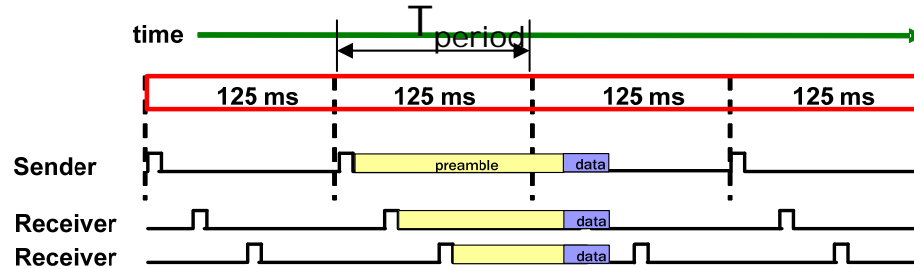 T
time period
125 ms 125 ms 125 ms 125 ms
Sender preamble data
Receiver data
Receiver data